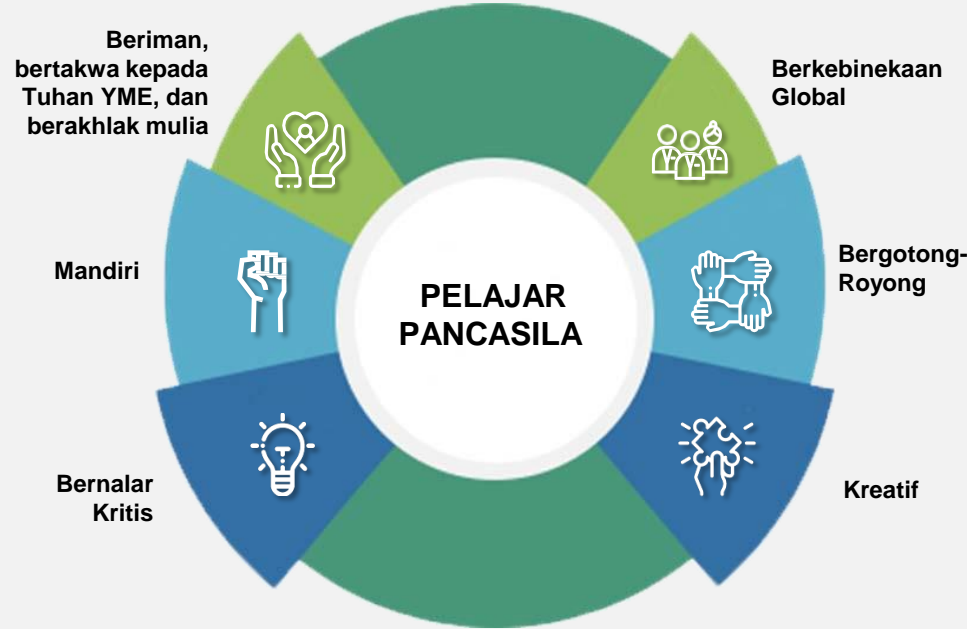 Beriman,
bertakwa kepada
Tuhan YME, dan
berakhlak mulia
Berkebinekaan
Global
Mandiri
PELAJAR
PANCASILA
Bergotong-
Royong
Bernalar
Kritis
Kreatif